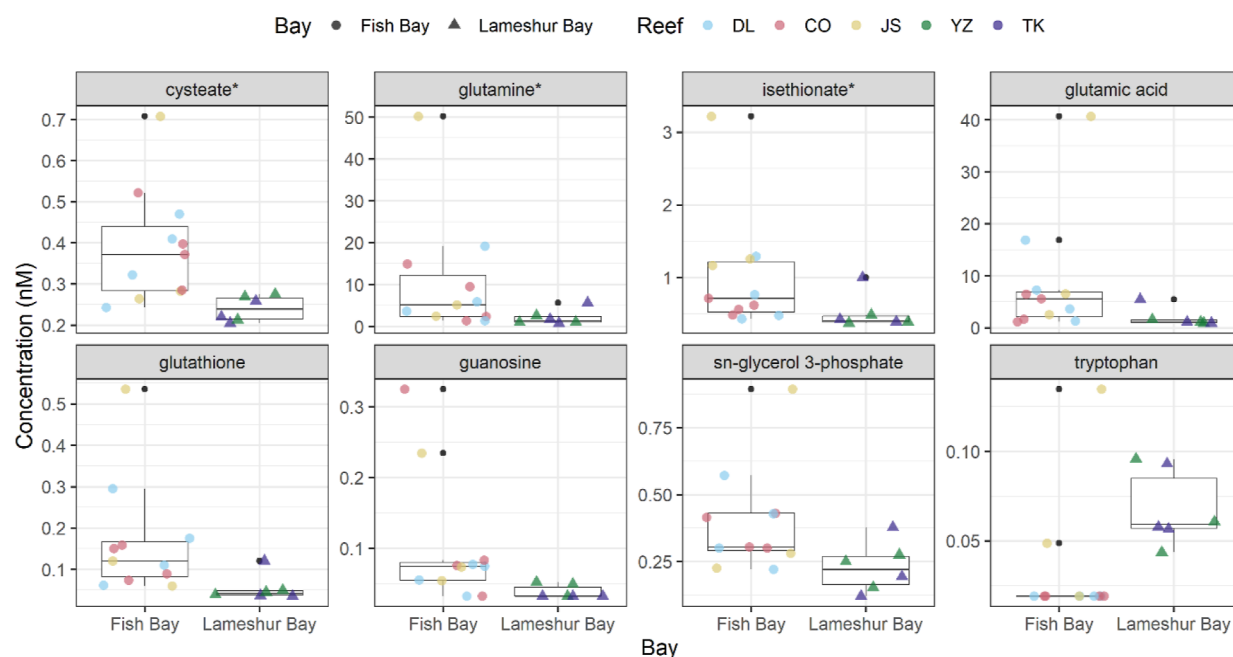 Bay Fish Bay Lameshur Bay Reef DL CO JS YZ TK
cysteate* glutamine* isethionate* glutamic acid
0.7 50 3 40
0.6 40 30
0.5 30 2 20
0.4 20
0.3 10 1 10
0.2 0 0
glutathione guanosine sn-glycerol 3-phosphate tryptophan
0.5 0.3 0.75 0.10
0.4 0.2 0.50
0.3 0.05
0.2 0.1 0.25
0.1
Concentration (nM)
Fish Bay Lameshur Bay Fish Bay Lameshur Bay Fish Bay Lameshur Bay Fish Bay Lameshur Bay
Bay